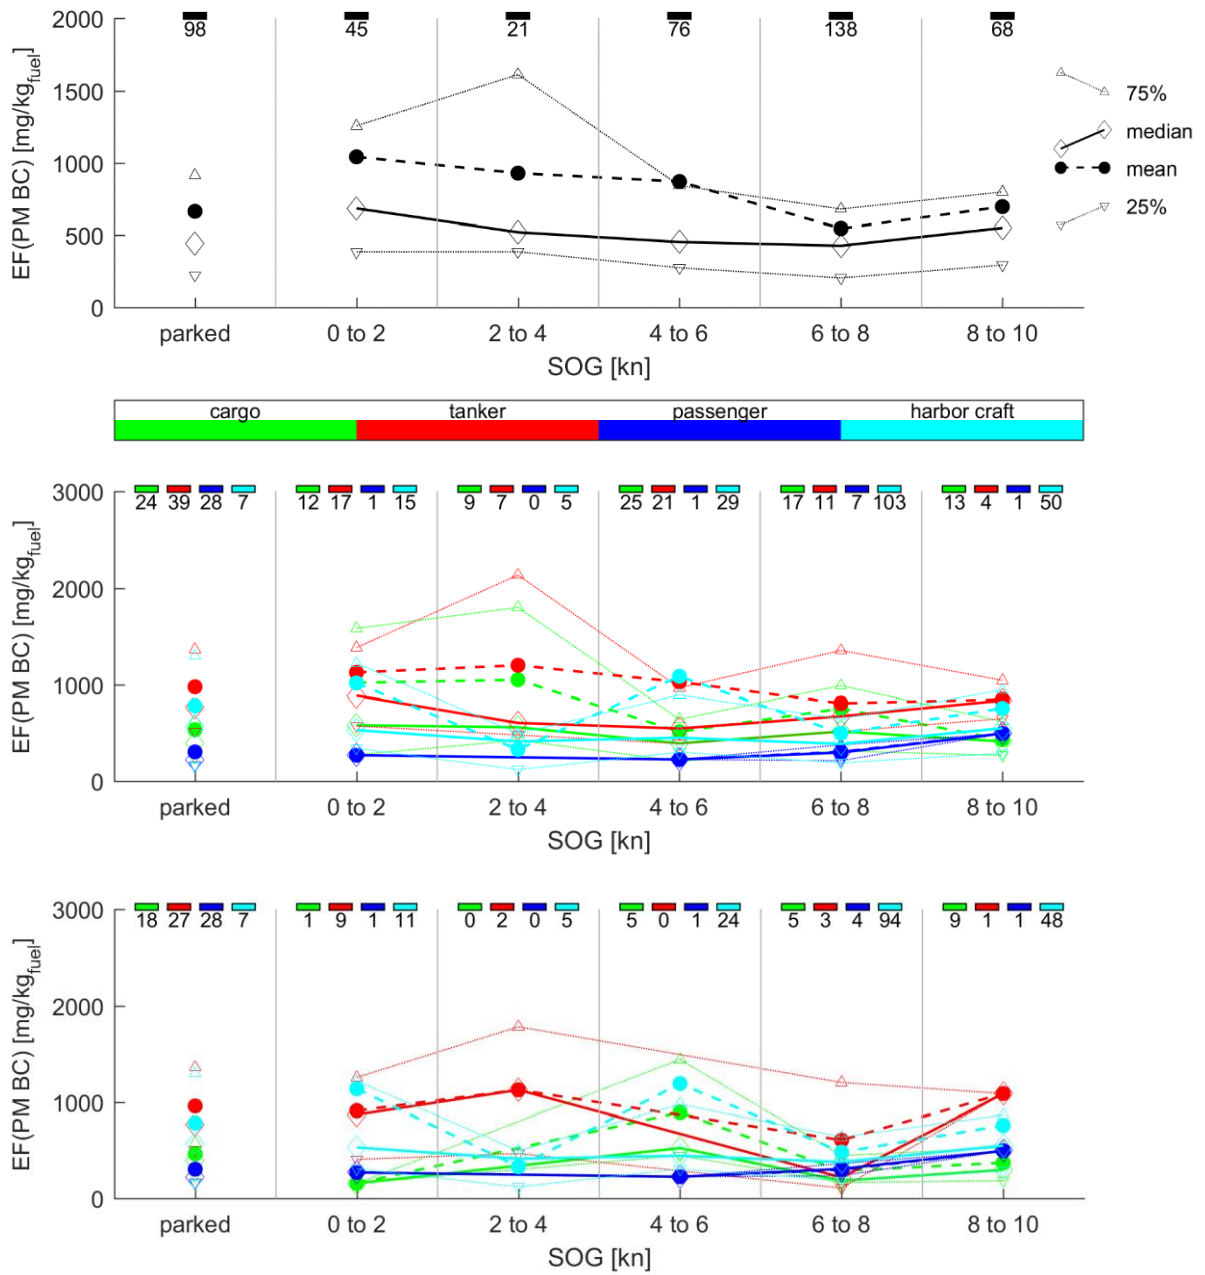 2000
98 45 21 76 138 68
1500
1000
500
0
EF(PM BC) [mg/kg_fuel]
75%
median
mean
25%
parked 0 to 2 2 to 4 4 to 6 6 to 8 8 to 10
SOG [kn]
cargo tanker passenger harbor craft
3000
24 39 28 7 12 17 1 15 9 7 0 5 25 21 1 29 17 11 7 103 13 4 1 50
2000
1000
0
EF(PM BC) [mg/kg_fuel]
parked 0 to 2 2 to 4 4 to 6 6 to 8 8 to 10
SOG [kn]
3000
18 27 28 7 1 9 1 11 0 2 0 5 5 0 1 24 5 3 4 94 9 1 1 48
2000
1000
0
EF(PM BC) [mg/kg_fuel]
parked 0 to 2 2 to 4 4 to 6 6 to 8 8 to 10
SOG [kn]